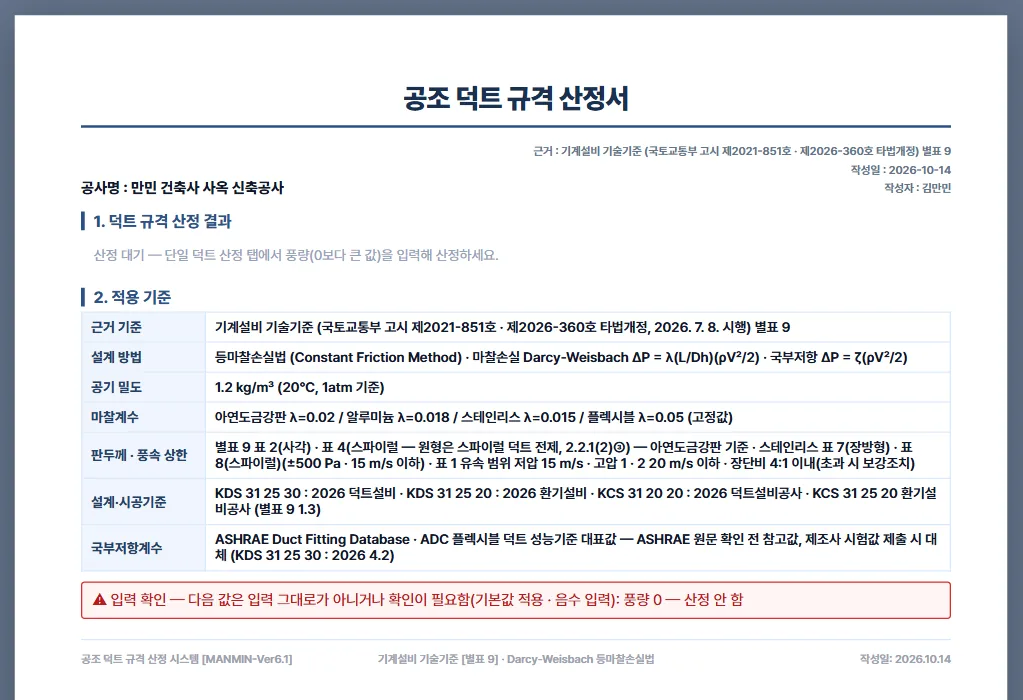 공조 덕트 규격 산정서
근거 : 기계설비 기술기준 (국토교통부 고시 제2021-851호 · 제2026-360호 타법개정) 별표 9
작성일 : 2026-10-14
공사명 : 만민 건축사 사옥 신축공사
작성자 : 김만민
1. 덕트 규격 산정 결과
산정 대기 — 단일 덕트 산정 탭에서 풍량(0보다 큰 값)을 입력해 산정하세요.
2. 적용 기준
근거 기준 기계설비 기술기준 (국토교통부 고시 제2021-851호 · 제2026-360호 타법개정, 2026. 7. 8. 시행) 별표 9
설계 방법 등마찰손실법 (Constant Friction Method) · 마찰손실 Darcy-Weisbach ΔP = λ(L/Dh)(ρV²/2) · 국부저항 ΔP = ζ(ρV²/2)
공기 밀도 1.2 kg/m³ (20℃, 1atm 기준)
마찰계수 아연도금강판 λ=0.02 / 알루미늄 λ=0.018 / 스테인리스 λ=0.015 / 플렉시블 λ=0.05 (고정값)
판두께 · 풍속 상한 별표 9 표 2(사각) · 표 4(스파이럴 — 원형은 스파이럴 덕트 전제, 2.2.1(2)③) — 아연도금강판 기준 · 스테인리스 표 7(장방형) · 표
8(스파이럴)(±500 Pa · 15 m/s 이하) · 표 1 유속 범위 저압 15 m/s · 고압 1 · 2 20 m/s 이하 · 장단비 4:1 이내(초과 시 보강조치)
설계·시공기준 KDS 31 25 30 : 2026 덕트설비 · KDS 31 25 20 : 2026 환기설비 · KCS 31 20 20 : 2026 덕트설비공사 · KCS 31 25 20 환기설
비공사 (별표 9 1.3)
국부저항계수 ASHRAE Duct Fitting Database · ADC 플렉시블 덕트 성능기준 대표값 — ASHRAE 원문 확인 전 참고값, 제조사 시험값 제출 시 대
체 (KDS 31 25 30 : 2026 4.2)
⚠ 입력 확인 — 다음 값은 입력 그대로가 아니거나 확인이 필요함(기본값 적용 · 음수 입력): 풍량 0 — 산정 안 함
공조 덕트 규격 산정 시스템 [MANMIN-Ver6.1] 기계설비 기술기준 [별표 9] · Darcy-Weisbach 등마찰손실법 작성일: 2026.10.14